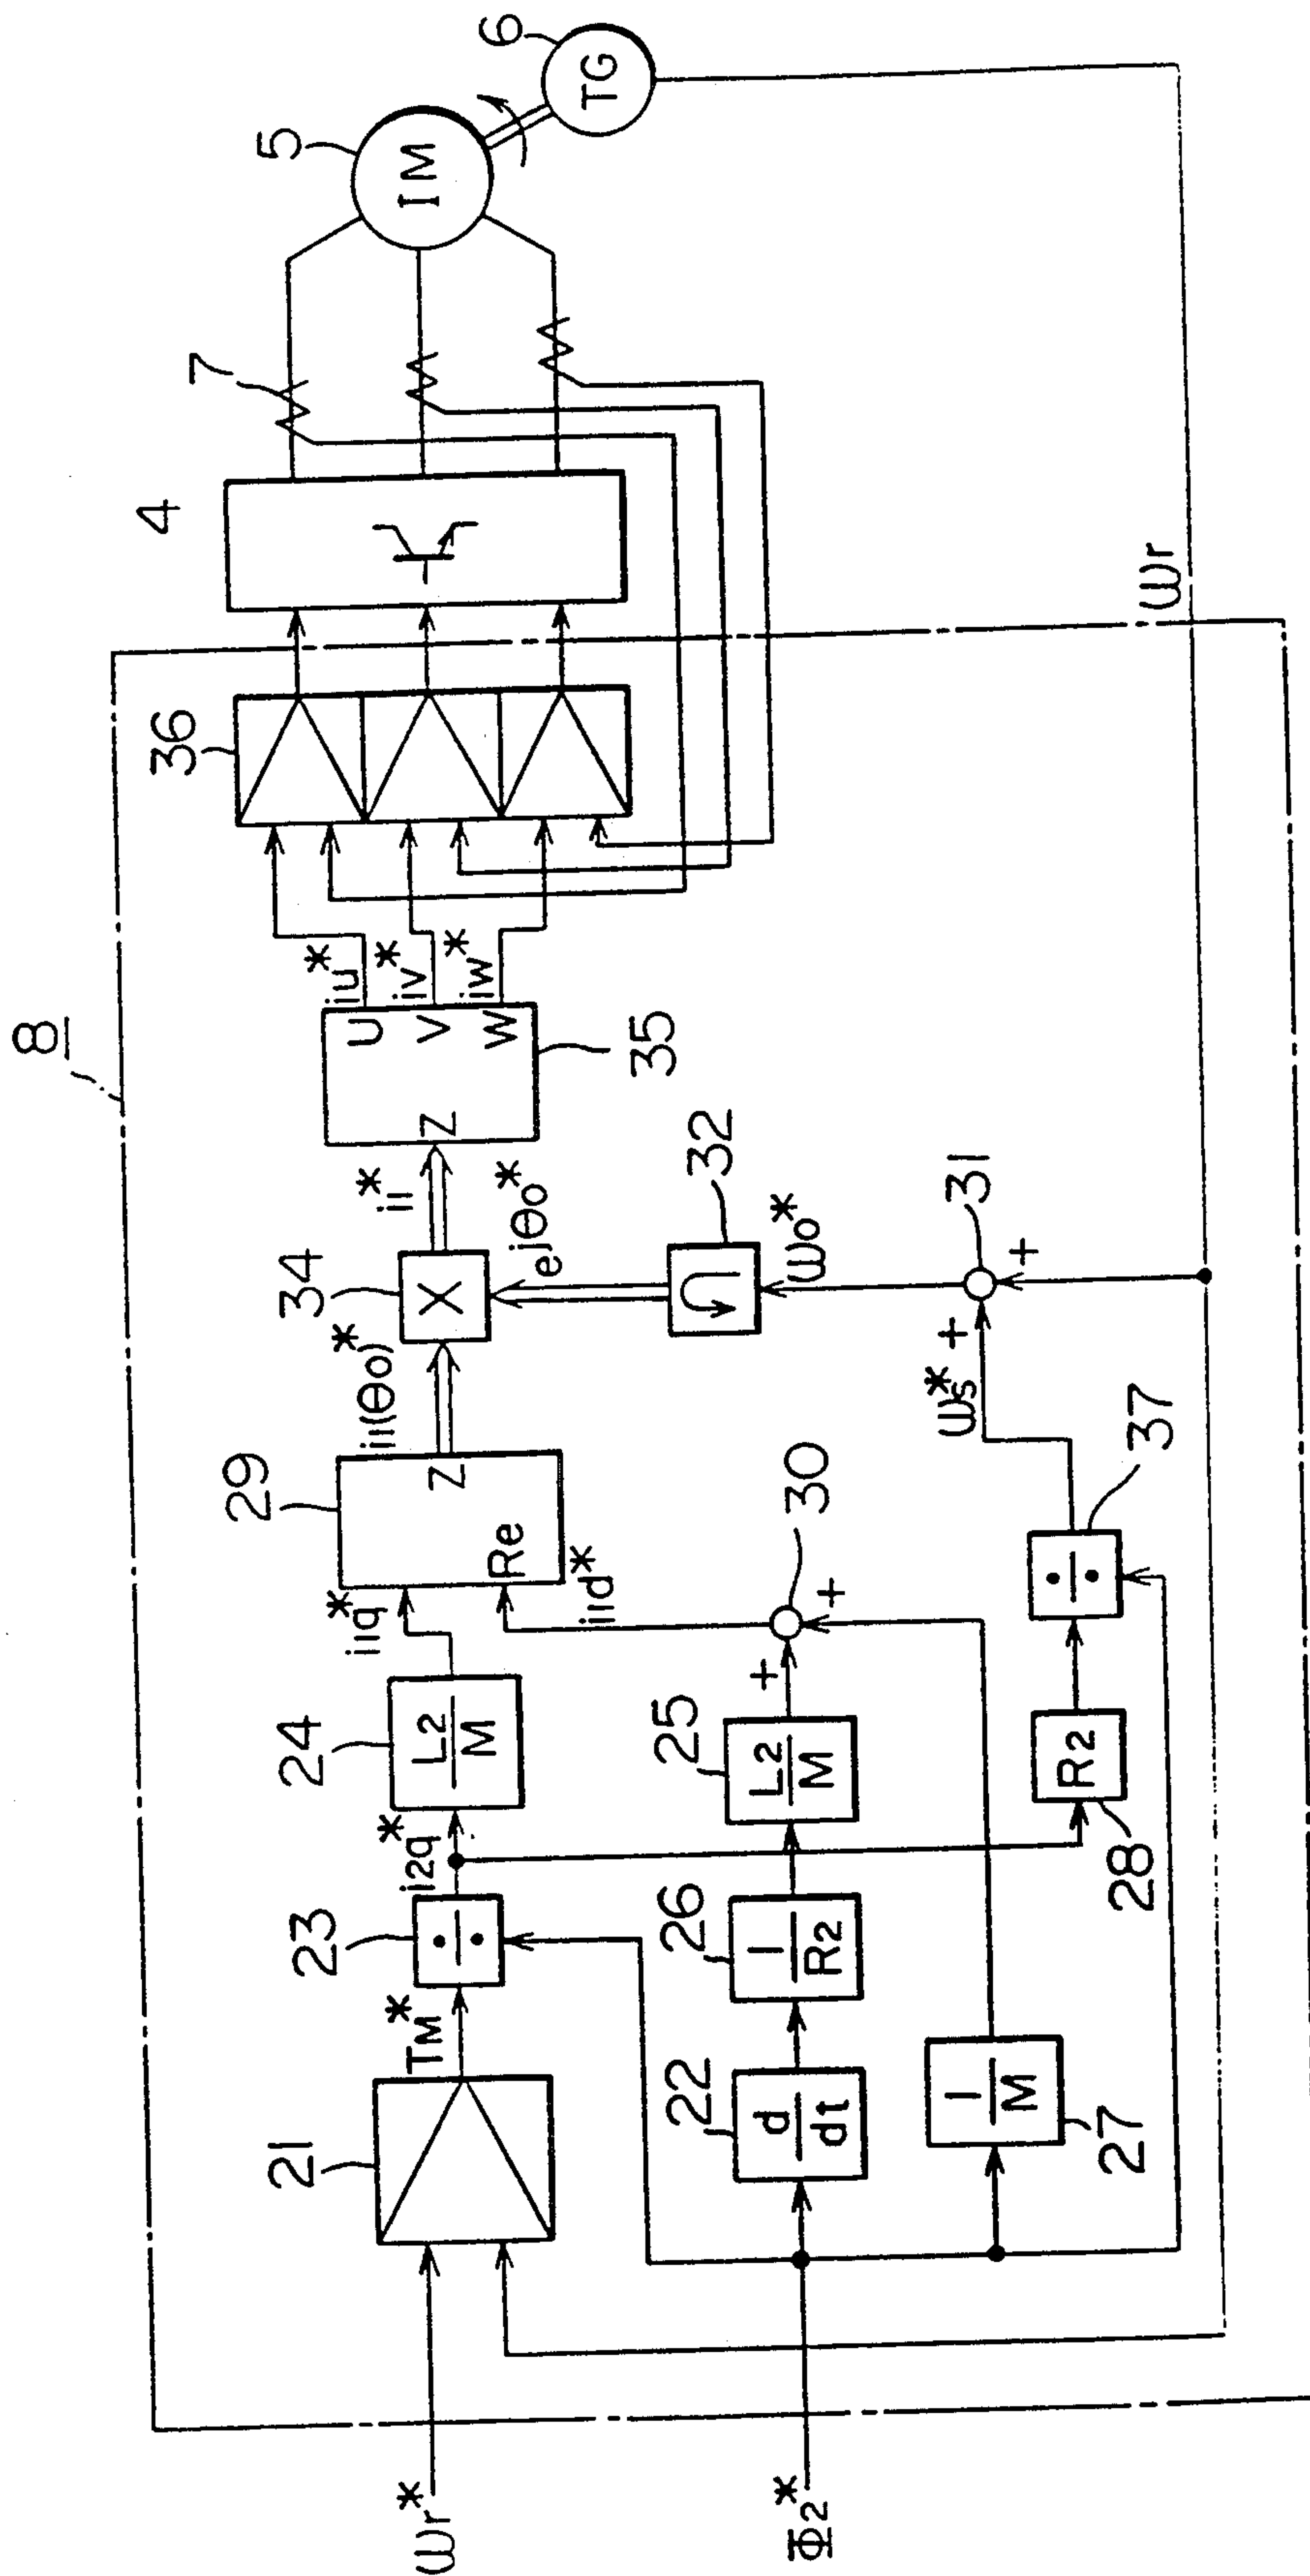 8
ωr*
Φ2*
21
TM*
23
i2q*
24
L2
M
i1q*
29
Re
Z
i1(θo)*
34
X
i1*
ejθo*
Z
U
V
W
35
iu*
iv*
iw*
36
4
7
5
IM
6
TG
22
d
dt
26
1
R2
25
L2
M
+
30
+
i1d*
27
1
M
28
R2
37
ωs*
+
31
+
ωo*
32
ωr